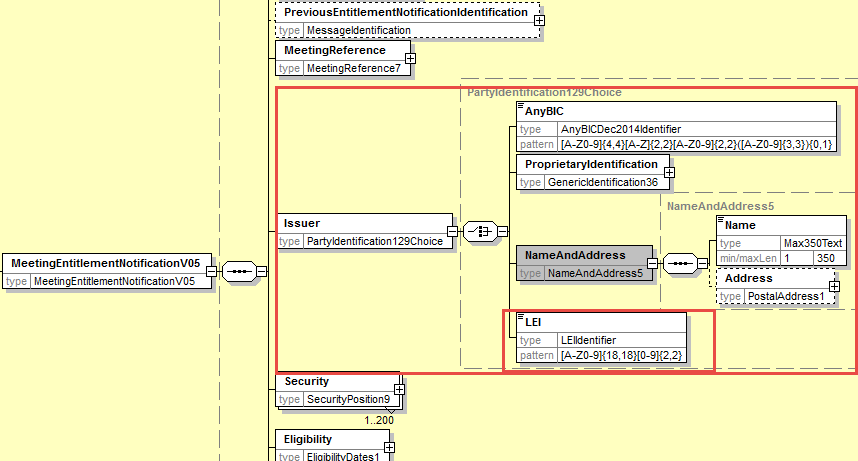 PreviousEntitlementNotificationIdentification
type MessageIdentification
MeetingReference
type MeetingReference7
PartyIdentification129Choice
AnyBIC
type AnyBICDec2014Identifier
pattern [A-Z0-9]{4,4}[A-Z]{2,2}[A-Z0-9]{2,2}([A-Z0-9]{3,3}){0,1}
ProprietaryIdentification
type GenericIdentification36
NameAndAddress5
Issuer
type PartyIdentification129Choice
Name
type Max350Text
min/maxLen 1 350
MeetingEntitlementNotificationV05
type MeetingEntitlementNotificationV05
NameAndAddress
type NameAndAddress5
Address
type PostalAddress1
LEI
type LEIIdentifier
pattern [A-Z0-9]{18,18}[0-9]{2,2}
Security
type SecurityPosition9
1..200
Eligibility
type EligibilityDates1